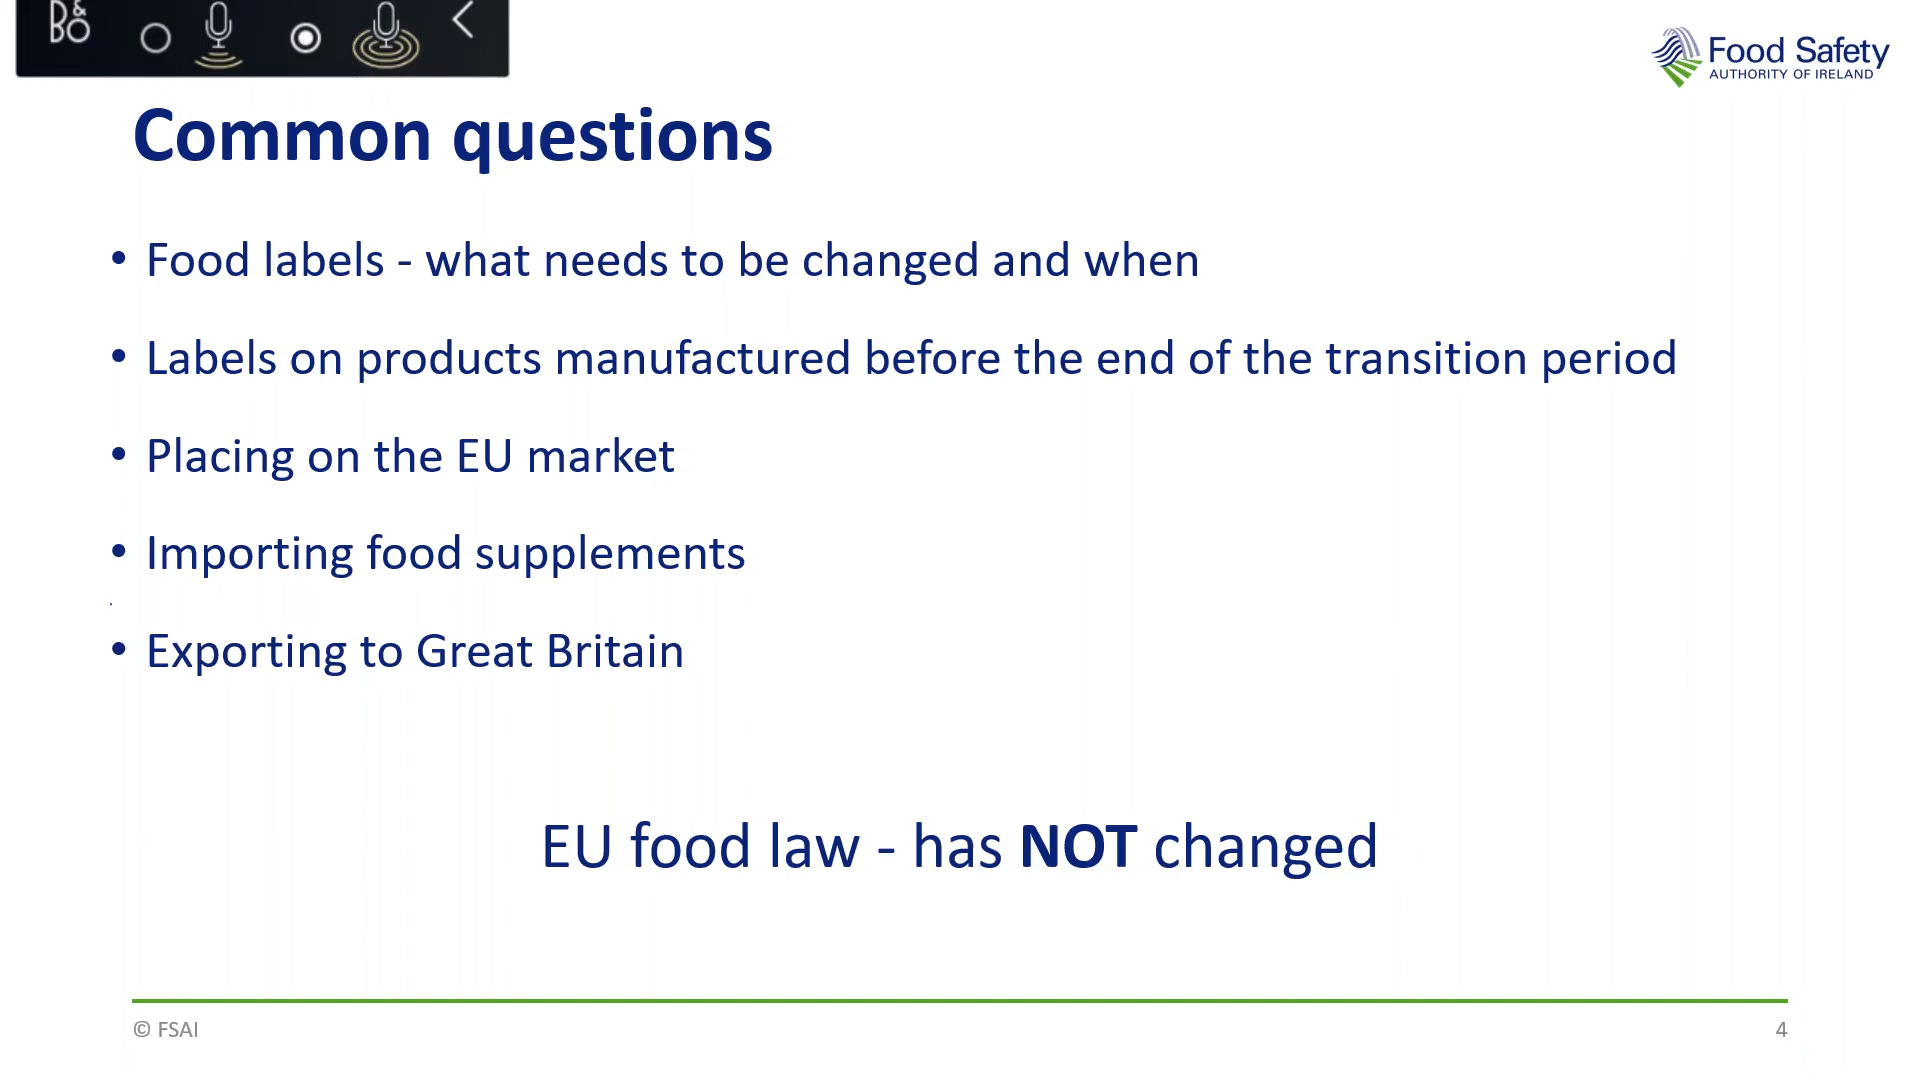 B&O
Food Safety
AUTHORITY OF IRELAND
Common questions
• Food labels - what needs to be changed and when
• Labels on products manufactured before the end of the transition period
• Placing on the EU market
• Importing food supplements
• Exporting to Great Britain
EU food law - has NOT changed
© FSAI
4